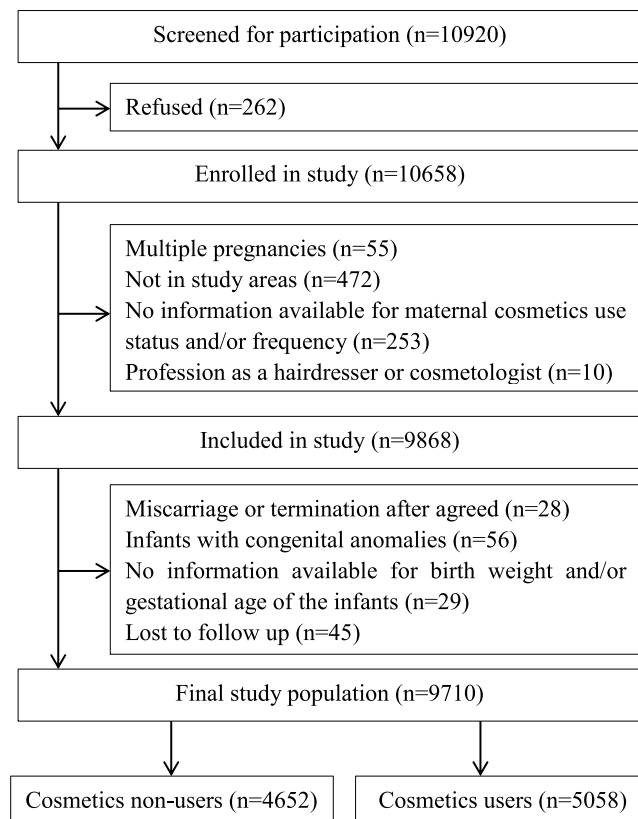 Screened for participation (n=10920)
Refused (n=262)
Enrolled in study (n=10658)
Multiple pregnancies (n=55)
Not in study areas (n=472)
No information available for maternal cosmetics use
status and/or frequency (n=253)
Profession as a hairdresser or cosmetologist (n=10)
Included in study (n=9868)
Miscarriage or termination after agreed (n=28)
Infants with congenital anomalies (n=56)
No information available for birth weight and/or
gestational age of the infants (n=29)
Lost to follow up (n=45)
Final study population (n=9710)
Cosmetics non-users (n=4652)
Cosmetics users (n=5058)